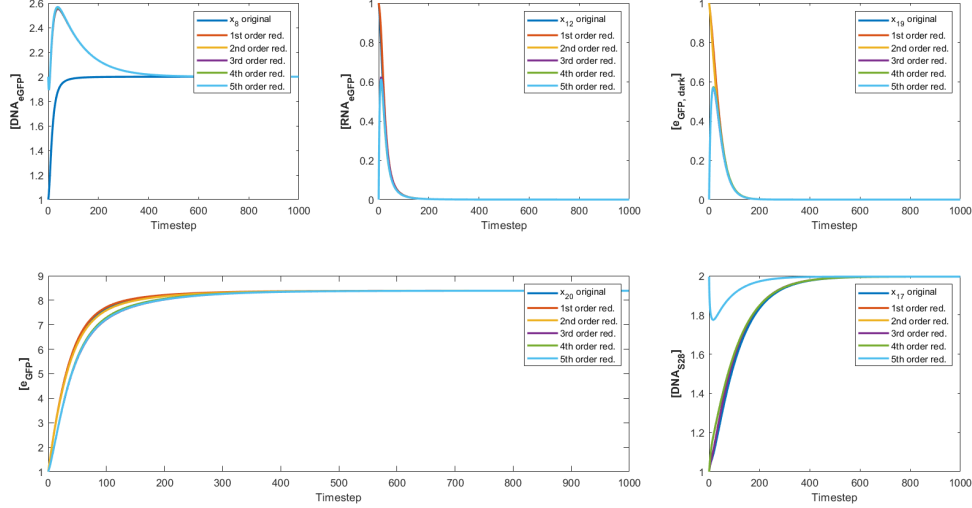 [DNA_eGFP]
2.6
2.4
2.2
2
1.8
1.6
1.4
1.2
1
0 200 400 600 800 1000
Timestep
x_8 original
1st order red.
2nd order red.
3rd order red.
4th order red.
5th order red.
[RNA_eGFP]
1
0.8
0.6
0.4
0.2
0
0 200 400 600 800 1000
Timestep
x_12 original
1st order red.
2nd order red.
3rd order red.
4th order red.
5th order red.
[e_GFP, dark]
1
0.8
0.6
0.4
0.2
0
0 200 400 600 800 1000
Timestep
x_19 original
1st order red.
2nd order red.
3rd order red.
4th order red.
5th order red.
[e_GFP]
9
8
7
6
5
4
3
2
1
0 100 200 300 400 500 600 700 800 900 1000
Timestep
x_20 original
1st order red.
2nd order red.
3rd order red.
4th order red.
5th order red.
[DNA_S28]
2
1.8
1.6
1.4
1.2
1
0 200 400 600 800 1000
Timestep
x_17 original
1st order red.
2nd order red.
3rd order red.
4th order red.
5th order red.